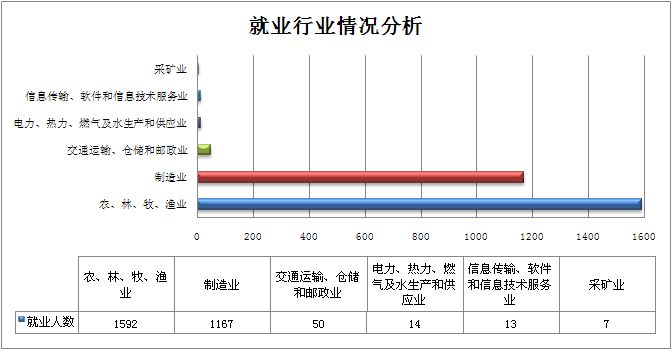 就业行业情况分析
采矿业
信息传输、软件和信息技术服务业
电力、热力、燃气及水生产和供应业
交通运输、仓储和邮政业
制造业
农、林、牧、渔业
0 200 400 600 800 1000 1200 1400 1600
农、林、牧、渔
业
制造业
交通运输、仓储
和邮政业
电力、热力、燃
气及水生产和供
应业
信息传输、软件
和信息技术服务
业
采矿业
就业人数 1592 1167 50 14 13 7